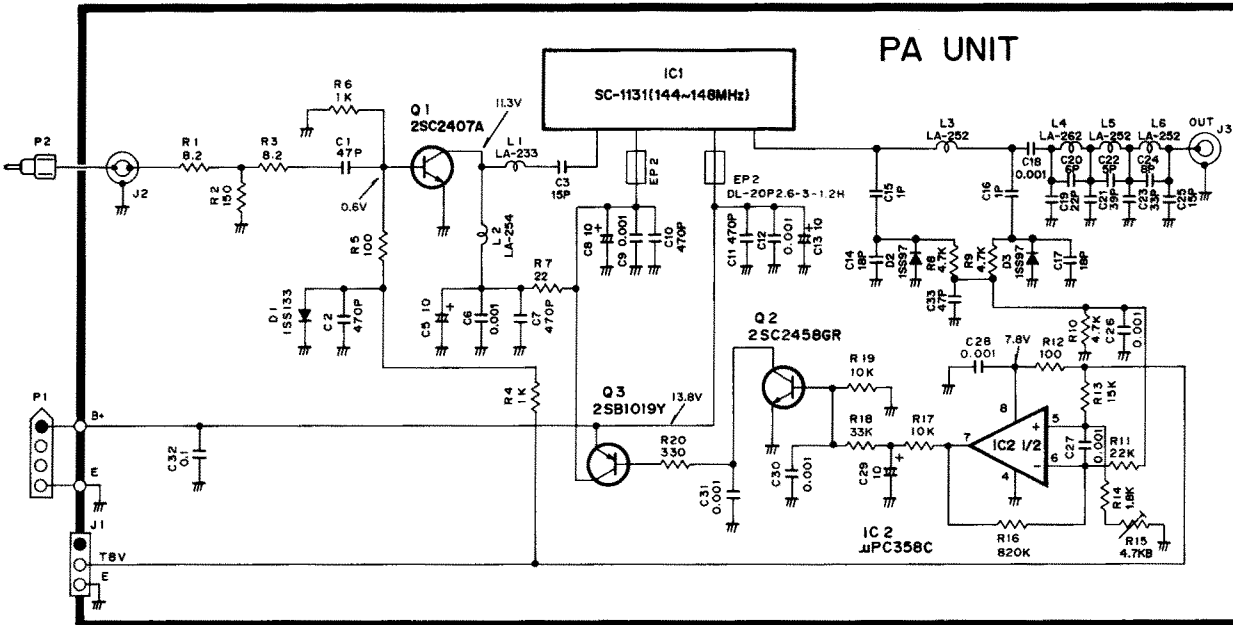 PA UNIT
IC1
SC-1131(144~148MHz)
R6
1K
Q1
2SC2407A
11.3V
L1
LA-233
C3
15P
EP2
EP2
DL-20P2.6-3-1.2H
L3
LA-252
L4
LA-262
L5
LA-252
L6
LA-252
OUT
J3
C18
0.001
C20
6P
C22
5P
C24
8P
C19
22P
C21
39P
C23
33P
C25
15P
P2
J2
R1
8.2
R3
8.2
C1
47P
R2
150
0.6V
R5
100
L2
LA-254
C15
1P
C16
1P
C8 10
C9 0.001
C10
470P
C11 470P
C12
0.001
C13 10
C14
18P
D2
1SS97
R8
4.7K
R9
4.7K
D3
1SS97
C17
18P
C33
47P
R7
22
D1
1SS133
C2
470P
C5 10
C6
0.001
C7
470P
R10
4.7K
C26
0.001
Q2
2SC2458GR
C28
0.001
7.8V
R12
100
R19
10K
R13
15K
R4
1K
Q3
2SB1019Y
13.8V
R20
330
R18
33K
R17
10K
8
7
IC2 1/2
+
-
5
6
4
C27
0.001
R11
22K
P1
B+
E
C32
0.1
C31
0.001
C30
0.001
C29
10
R14
1.8K
R15
4.7KB
R16
820K
IC2
μPC358C
J1
T8V
E